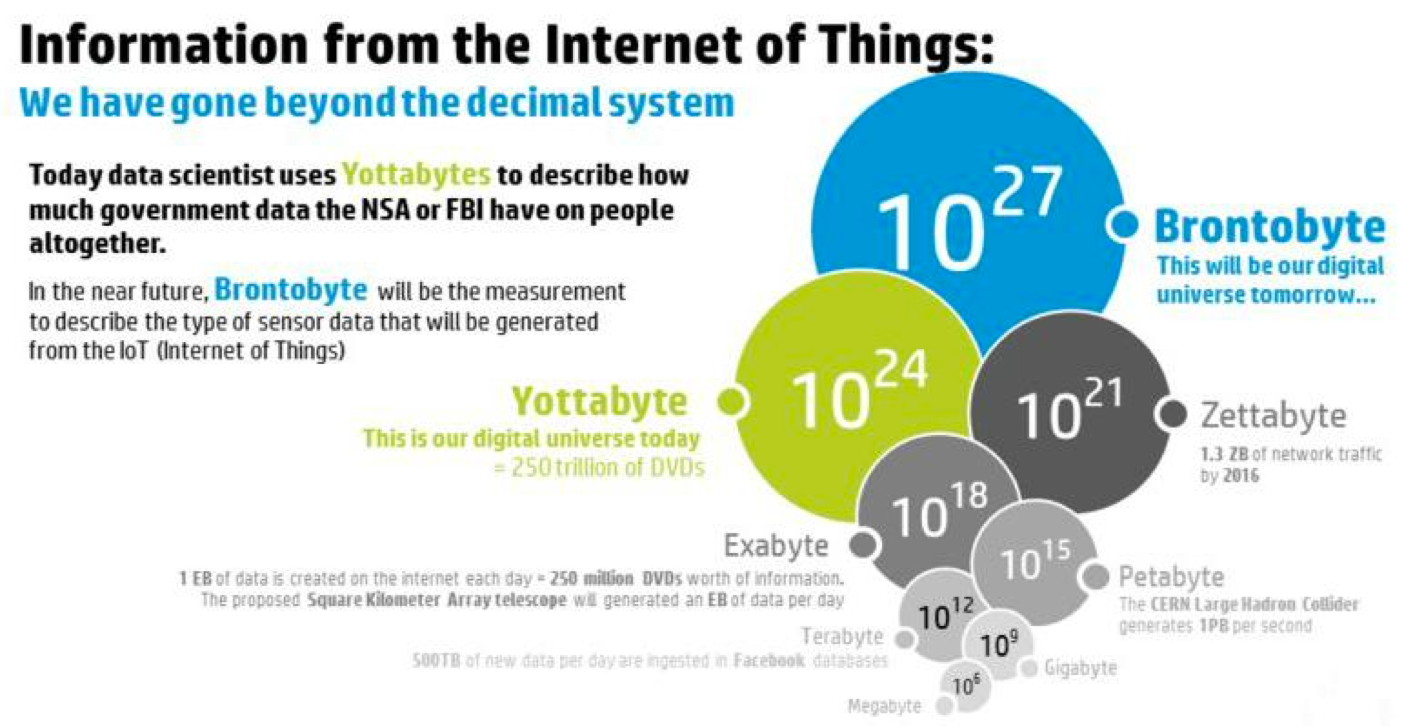 Information from the Internet of Things:
We have gone beyond the decimal system
Today data scientist uses Yottabytes to describe how
much government data the NSA or FBI have on people
altogether.
In the near future, Brontobyte will be the measurement
to describe the type of sensor data that will be generated
from the IoT (Internet of Things)
10^27
Brontobyte
This will be our digital
universe tomorrow...
10^24
Yottabyte
This is our digital universe today
= 250 trillion of DVDs
10^21
Zettabyte
1.3 ZB of network traffic
by 2016
10^18
Exabyte
1 EB of data is created on the internet each day = 250 million DVDs worth of information.
The proposed Square Kilometer Array telescope will generated an EB of data per day
10^15
Petabyte
The CERN Large Hadron Collider
generates 1PB per second
10^12
Terabyte
500TB of new data per day are ingested in Facebook databases
10^9
Gigabyte
10^6
Megabyte